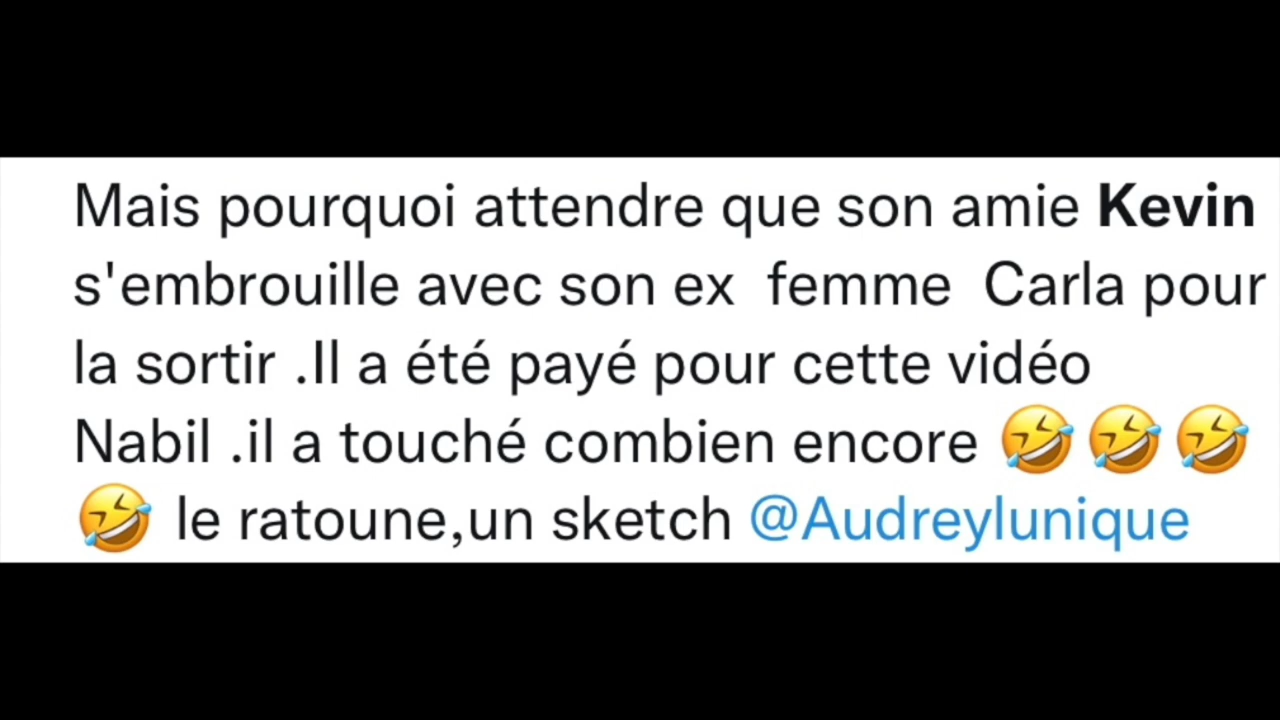 Mais pourquoi attendre que son amie Kevin
s'embrouille avec son ex  femme  Carla pour
la sortir .Il a été payé pour cette vidéo
Nabil .il a touché combien encore 🤣🤣🤣
🤣 le ratoune,un sketch @Audreylunique